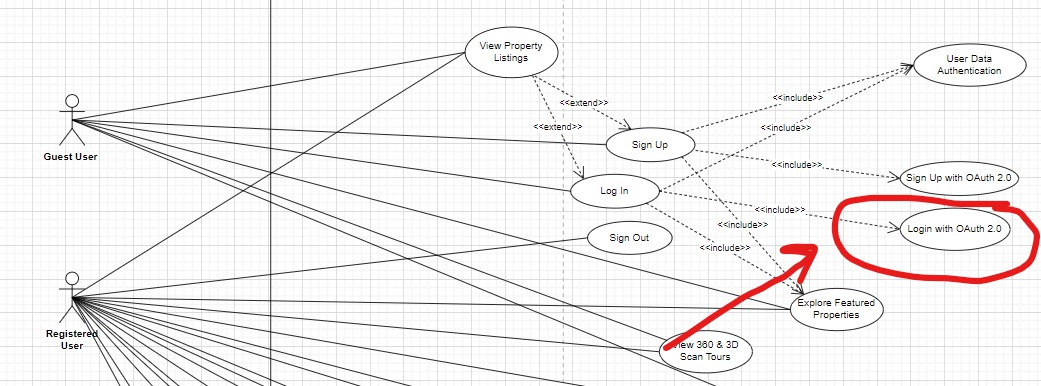 View Property
Listings
User Data
Authentication
<<include>>
<<extend>>
<<extend>>
<<include>>
Guest User
Sign Up
<<include>>
Sign Up with OAuth 2.0
Log In
<<include>>
<<include>>
Login with OAuth 2.0
Sign Out
<<include>>
Explore Featured
Properties
Registered
User
View 360 & 3D
Scan Tours